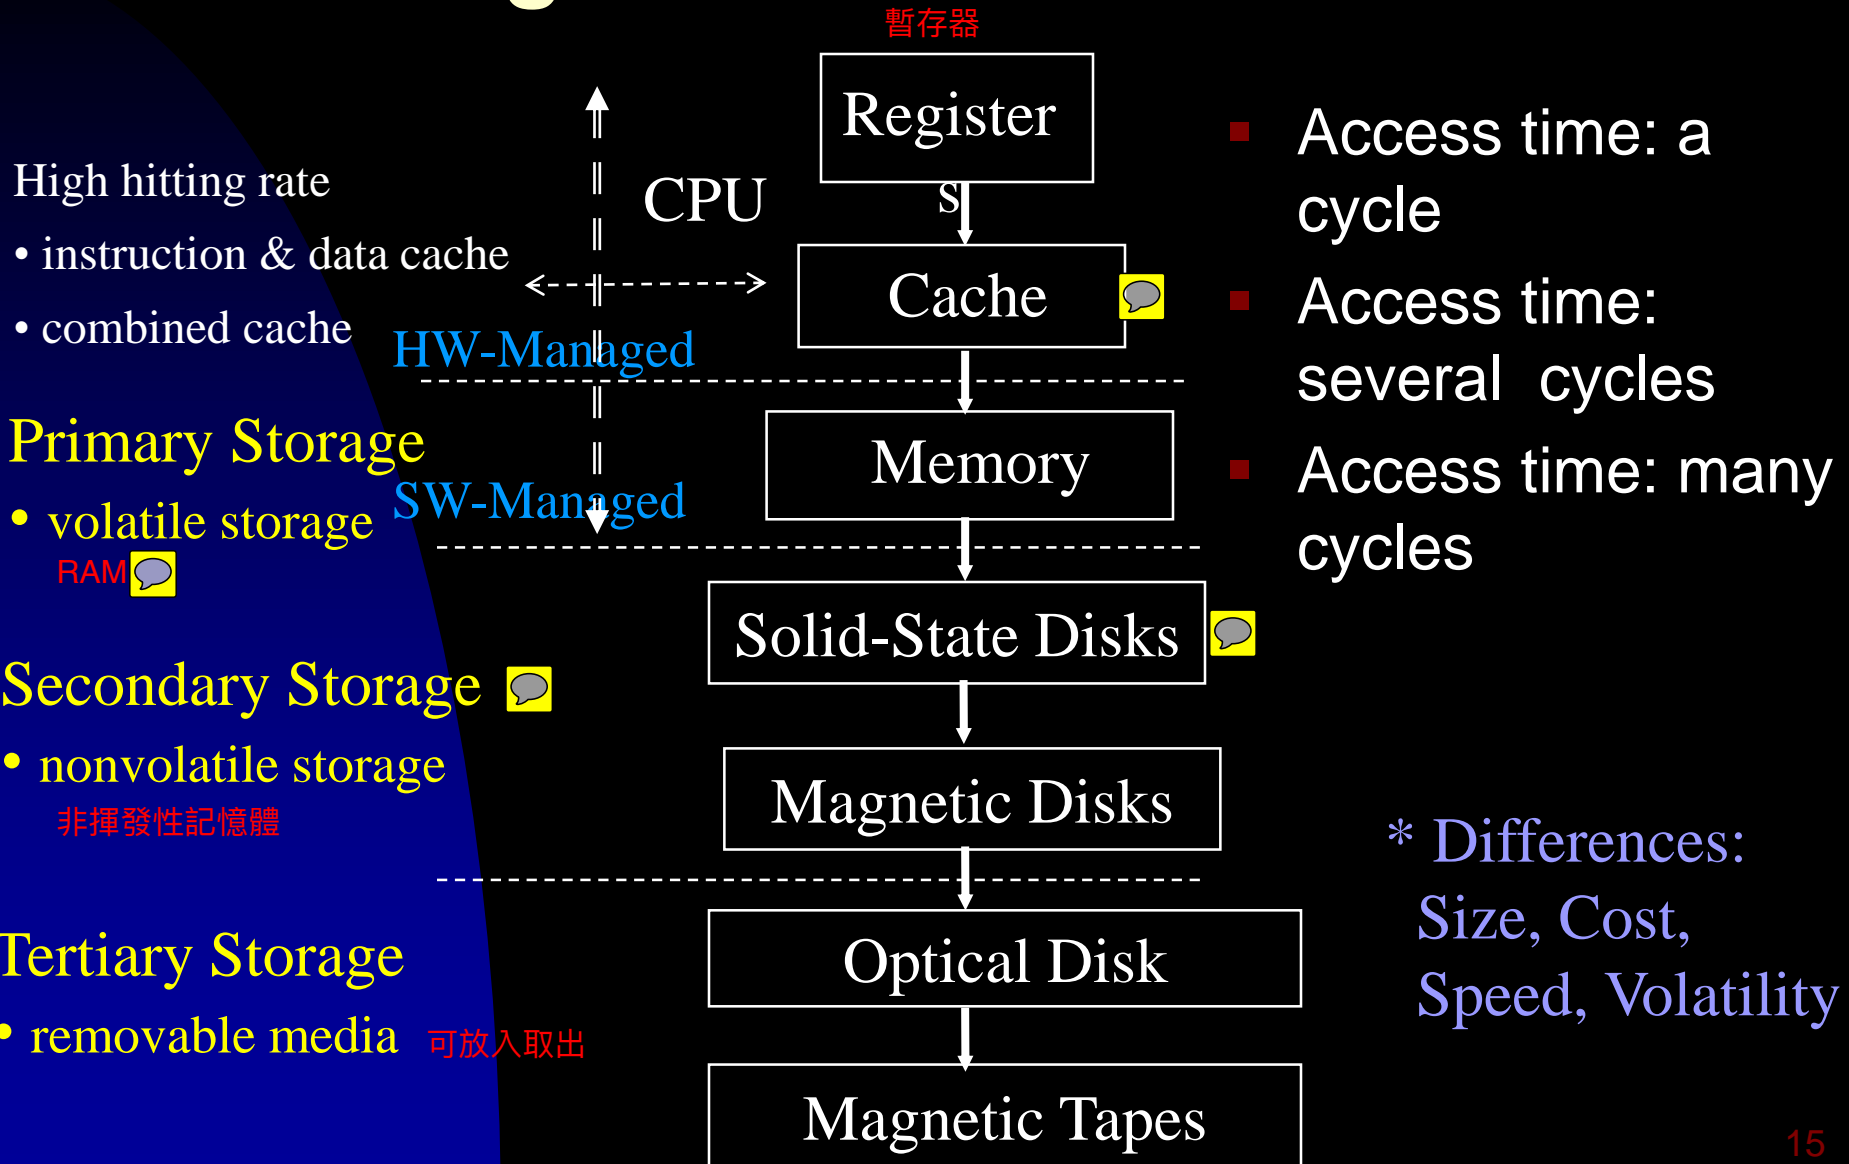 暫存器
Register
s
CPU
Cache
HW-Managed
Memory
SW-Managed
Solid-State Disks
Magnetic Disks
Optical Disk
Magnetic Tapes
High hitting rate
• instruction & data cache
• combined cache
Primary Storage
• volatile storage
RAM
Secondary Storage
• nonvolatile storage
非揮發性記憶體
Tertiary Storage
• removable media 可放入取出
Access time: a
cycle
Access time:
several cycles
Access time: many
cycles
* Differences:
Size, Cost,
Speed, Volatility
15